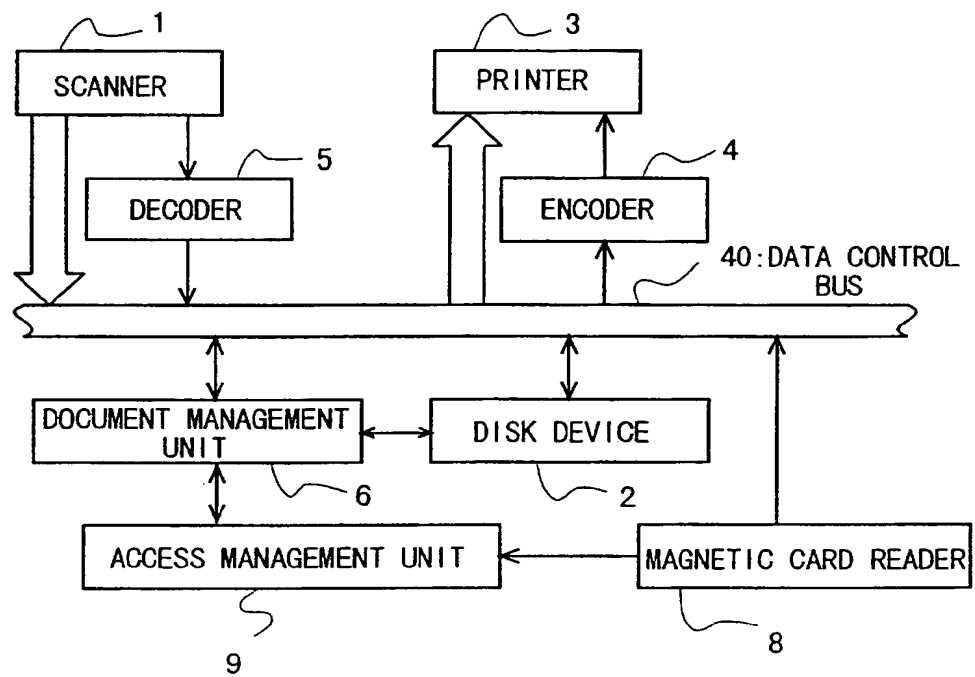 1
3
SCANNER
PRINTER
5
4
DECODER
ENCODER
40:DATA CONTROL
BUS
DOCUMENT MANAGEMENT
UNIT
DISK DEVICE
6
2
ACCESS MANAGEMENT UNIT
MAGNETIC CARD READER
9
8